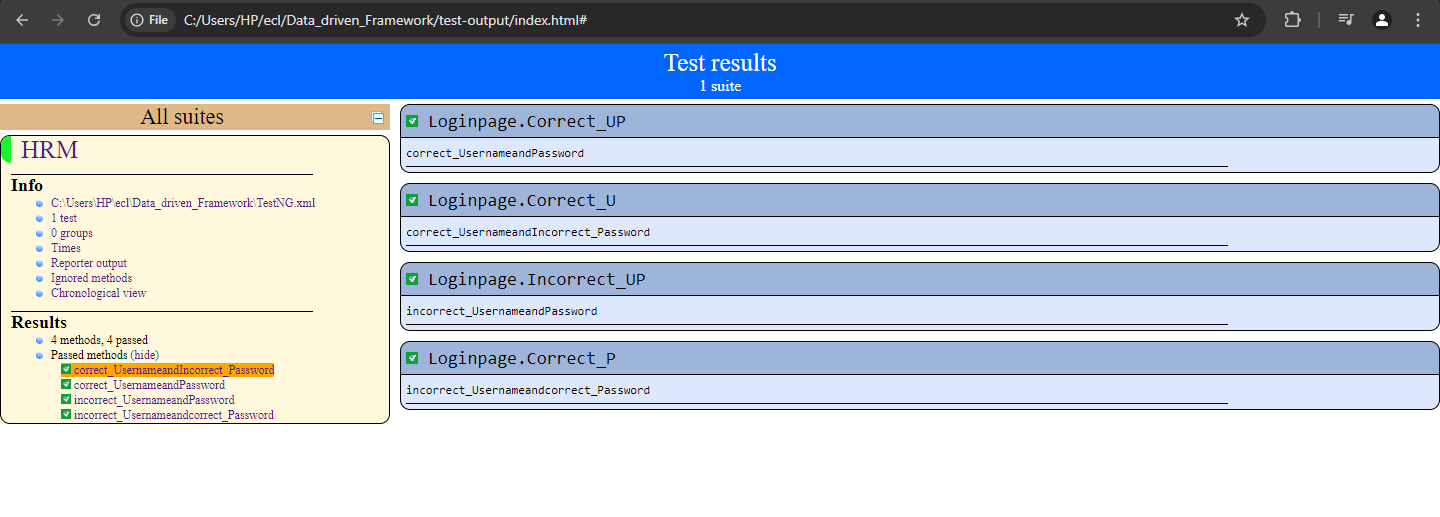 File
C:/Users/HP/ecl/Data_driven_Framework/test-output/index.html#
Test results
1 suite
All suites
HRM
Info
C:\Users\HP\ecl\Data_driven_Framework\TestNG.xml
1 test
0 groups
Times
Reporter output
Ignored methods
Chronological view
Results
4 methods, 4 passed
Passed methods (hide)
correct_UsernameandIncorrect_Password
correct_UsernameandPassword
incorrect_UsernameandPassword
incorrect_Usernameandcorrect_Password
Loginpage.Correct_UP
correct_UsernameandPassword
Loginpage.Correct_U
correct_UsernameandIncorrect_Password
Loginpage.Incorrect_UP
incorrect_UsernameandPassword
Loginpage.Correct_P
incorrect_Usernameandcorrect_Password